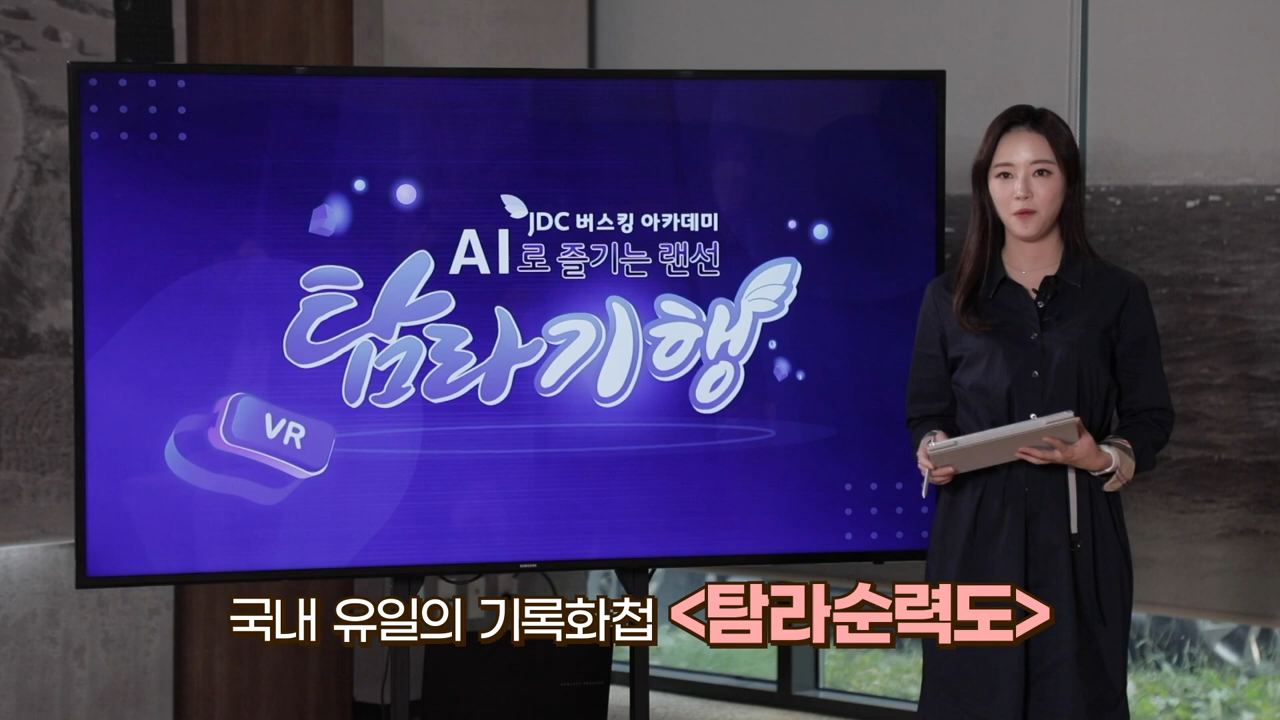 JDC 버스킹 아카데미
AI로 즐기는 랜선
탐라기행
VR
SAMSUNG
국내 유일의 기록화첩 <탐라순력도>